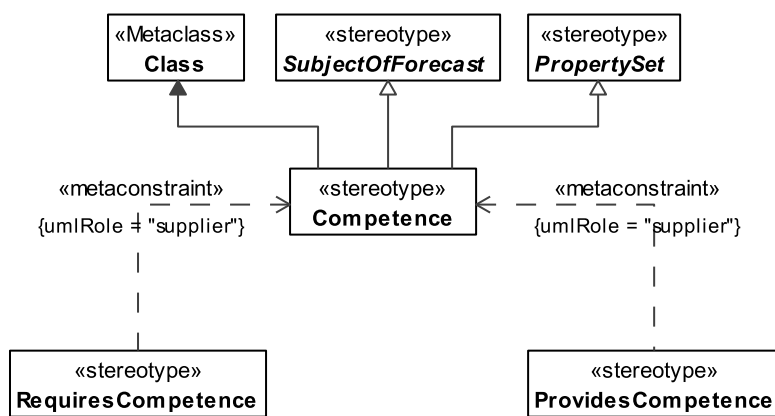 «Metaclass»
Class
«stereotype»
SubjectOfForecast
«stereotype»
PropertySet
«stereotype»
Competence
«metaconstraint»
{umlRole = "supplier"}
«metaconstraint»
{umlRole = "supplier"}
«stereotype»
RequiresCompetence
«stereotype»
ProvidesCompetence